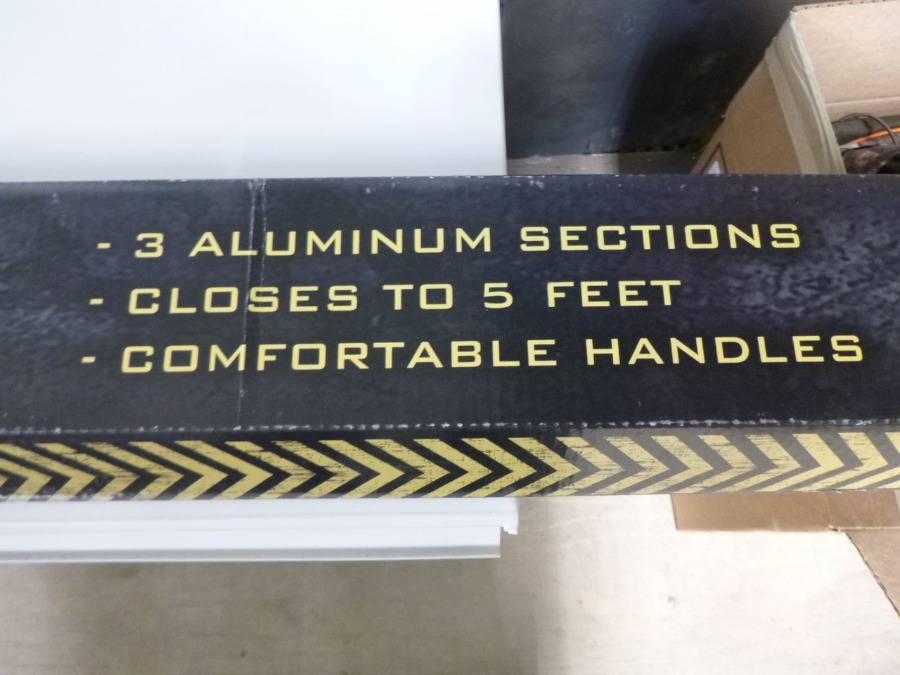 - 3 ALUMINUM SECTIONS
- CLOSES TO 5 FEET
- COMFORTABLE HANDLES